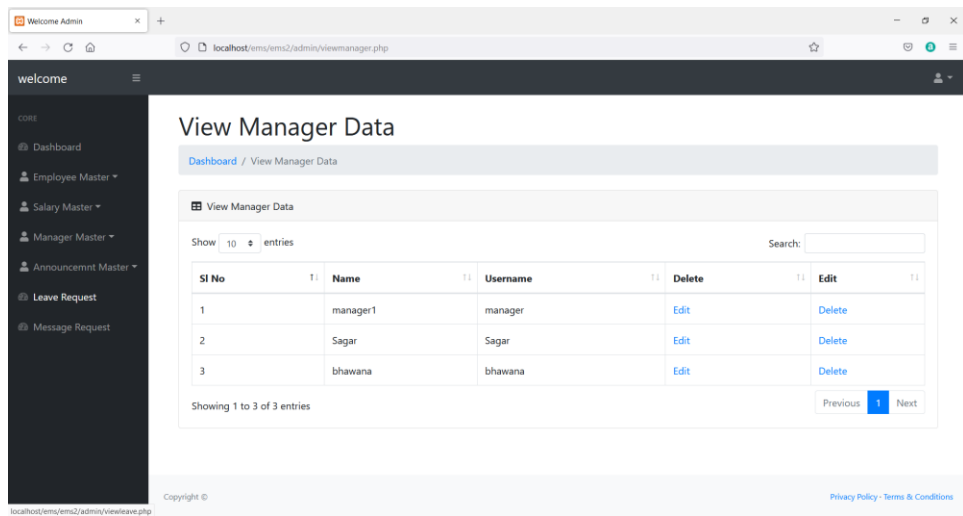 Welcome Admin
localhost/ems/ems2/admin/viewmanager.php
welcome
CORE
Dashboard
Employee Master
Salary Master
Manager Master
Announcemnt Master
Leave Request
Message Request
View Manager Data
Dashboard / View Manager Data
View Manager Data
Show 10 entries
Search:
Sl No Name Username Delete Edit
1 manager1 manager Edit Delete
2 Sagar Sagar Edit Delete
3 bhawana bhawana Edit Delete
Showing 1 to 3 of 3 entries
Previous 1 Next
Copyright ©
Privacy Policy · Terms & Conditions
localhost/ems/ems2/admin/viewleave.php